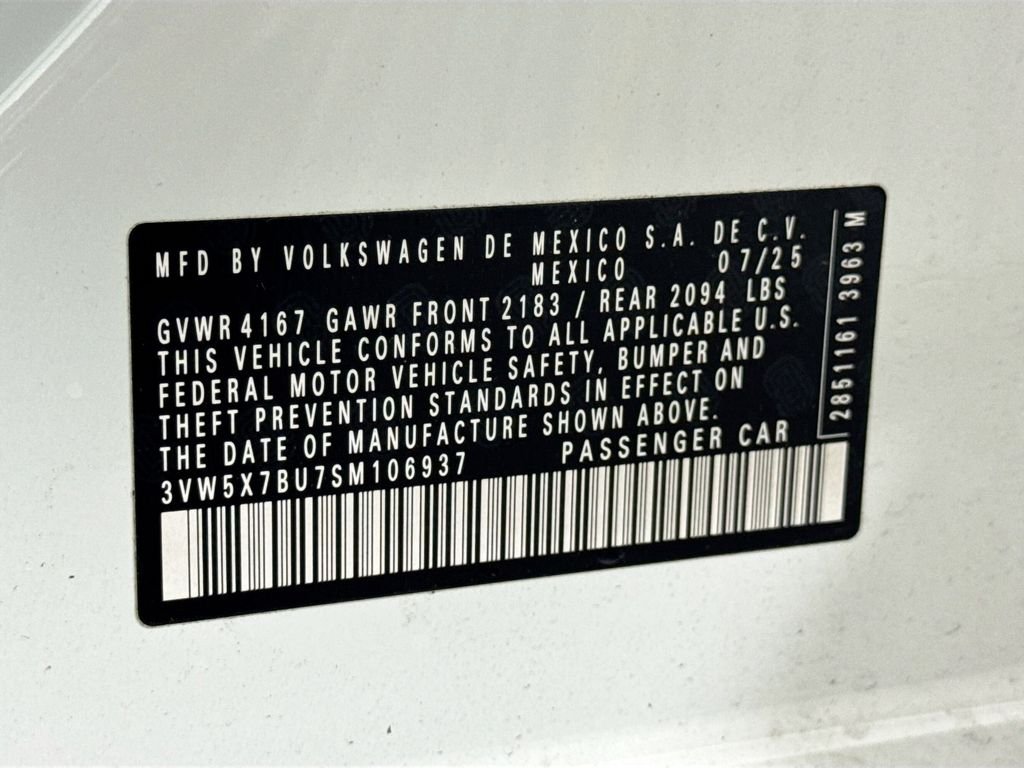 MFD BY VOLKSWAGEN DE MEXICO S.A. DE C.V.
MEXICO 07/25
GVWR 4167 GAWR FRONT 2183 / REAR 2094 LBS
THIS VEHICLE CONFORMS TO ALL APPLICABLE U.S.
FEDERAL MOTOR VEHICLE SAFETY, BUMPER AND
THEFT PREVENTION STANDARDS IN EFFECT ON
THE DATE OF MANUFACTURE SHOWN ABOVE.
3VW5X7BU7SM106937 PASSENGER CAR
2851161 3963 M